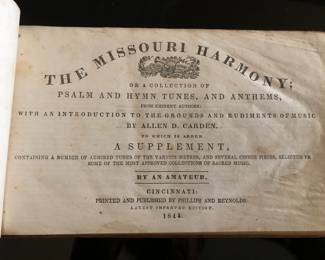 THE MISSOURI HARMONY;
OR A COLLECTION OF
PSALM AND HYMN TUNES, AND ANTHEMS,
FROM EMINENT AUTHORS:
WITH AN INTRODUCTION TO THE GROUNDS AND RUDIMENTS OF MUSIC
BY ALLEN D. CARDEN.
TO WHICH IS ADDED
A SUPPLEMENT,
CONTAINING A NUMBER OF ADMIRED TUNES OF THE VARIOUS METRES, AND SEVERAL CHOICE PIECES, SELECTED FROM
SOME OF THE MOST APPROVED COLLECTIONS OF SACRED MUSIC.
BY AN AMATEUR.
CINCINNATI:
PRINTED AND PUBLISHED BY PHILLIPS AND REYNOLDS.
LATEST IMPROVED EDITION.
1844.